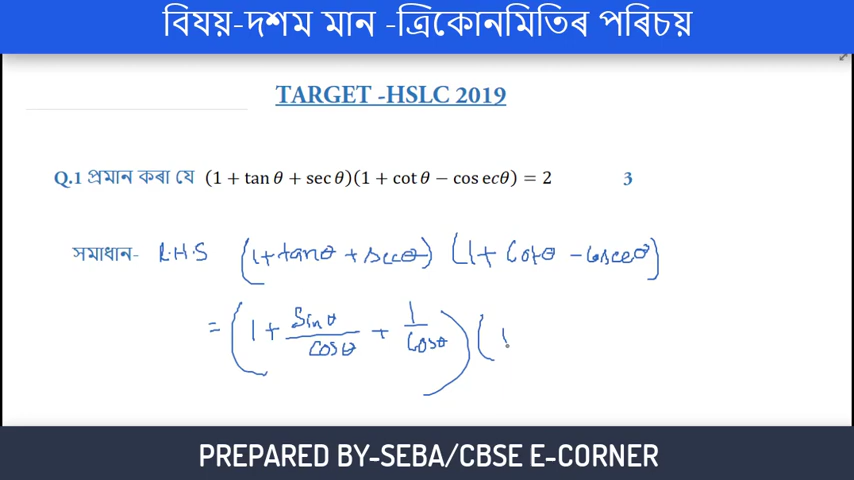 বিষয়-দশম মান -ত্ৰিকোনমিতিৰ পৰিচয়
TARGET -HSLC 2019
Q.1 প্ৰমান কৰা যে (1 + tan θ + sec θ)(1 + cot θ − cos ecθ) = 2 3
সমাধান- L.H.S (1+tanθ +secθ) (1+ Cotθ -Cosecθ)
= (1 + Sinθ/Cosθ + 1/Cosθ) (1
PREPARED BY-SEBA/CBSE E-CORNER